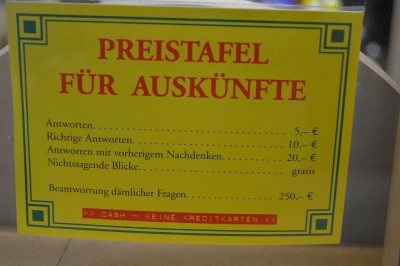 PREISTAFEL
FÜR AUSKÜNFTE
Antworten. . . . . . . . . . . . . . . . . . . . . . . . . . . . . 5,– €
Richtige Antworten. . . . . . . . . . . . . . . . . . . . . . . 10,– €
Antworten mit vorherigem Nachdenken. . . . . . . . . . 20,– €
Nichtssagende Blicke. . . . . . . . . . . . . . . . . . . . . . gratis
Beantwortung dämlicher Fragen. . . . . . . . . . . . . . . 250,– €
>> CASH – KEINE KREDITKARTEN <<